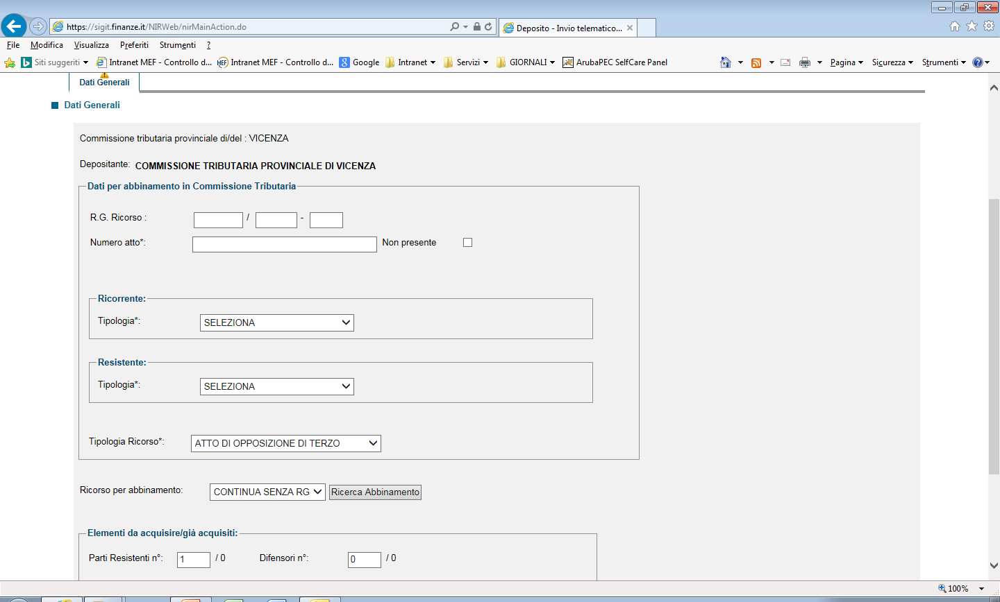 https://sigit.finanze.it/NIRWeb/nirMainAction.do
Deposito - Invio telematico...
File Modifica Visualizza Preferiti Strumenti ?
Siti suggeriti Intranet MEF - Controllo d... MEF Intranet MEF - Controllo d... Google Intranet Servizi GIORNALI ArubaPEC SelfCare Panel Pagina Sicurezza Strumenti
Dati Generali
Dati Generali
Commissione tributaria provinciale di/del : VICENZA
Depositante: COMMISSIONE TRIBUTARIA PROVINCIALE DI VICENZA
Dati per abbinamento in Commissione Tributaria
R.G. Ricorso : / -
Numero atto*: Non presente
Ricorrente:
Tipologia*: SELEZIONA
Resistente:
Tipologia*: SELEZIONA
Tipologia Ricorso*: ATTO DI OPPOSIZIONE DI TERZO
Ricorso per abbinamento: CONTINUA SENZA RG Ricerca Abbinamento
Elementi da acquisire/già acquisiti:
Parti Resistenti n°: 1 / 0 Difensori n°: 0 / 0
100%